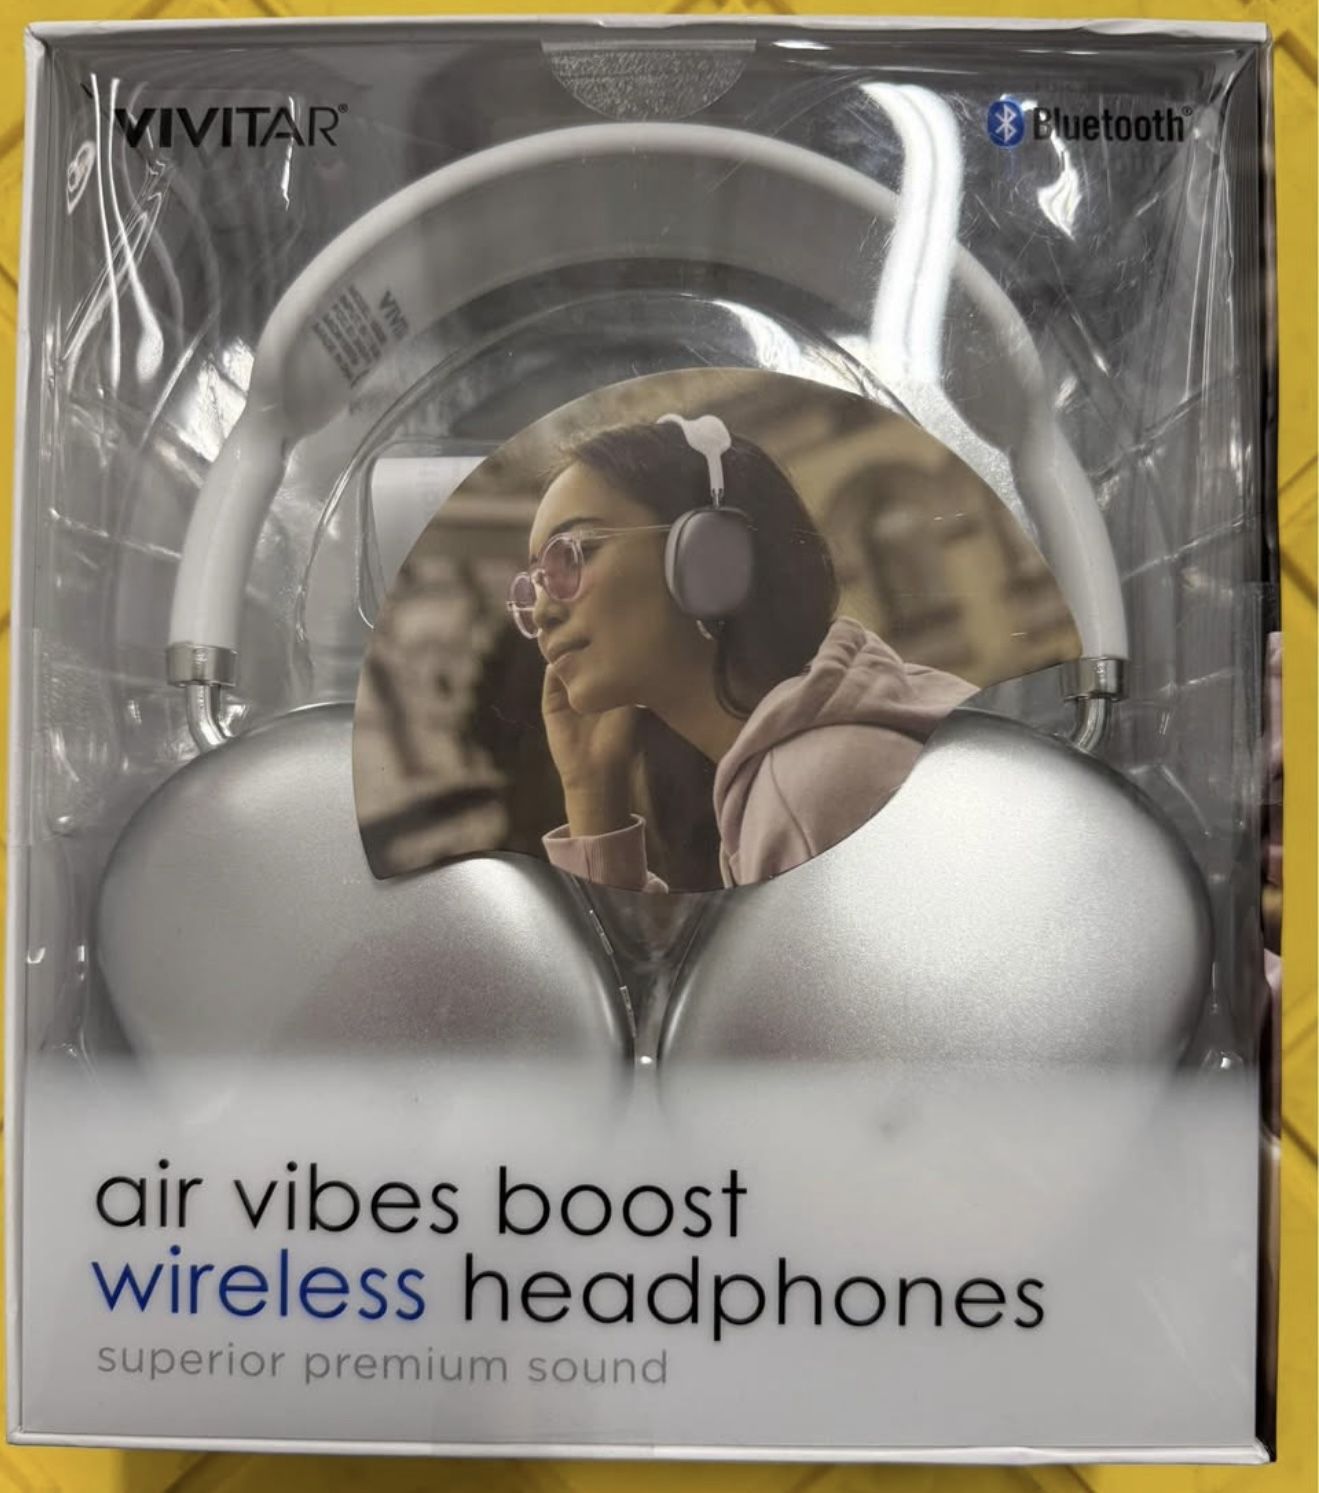 VIVITAR®
Bluetooth®
air vibes boost
wireless headphones
superior premium sound